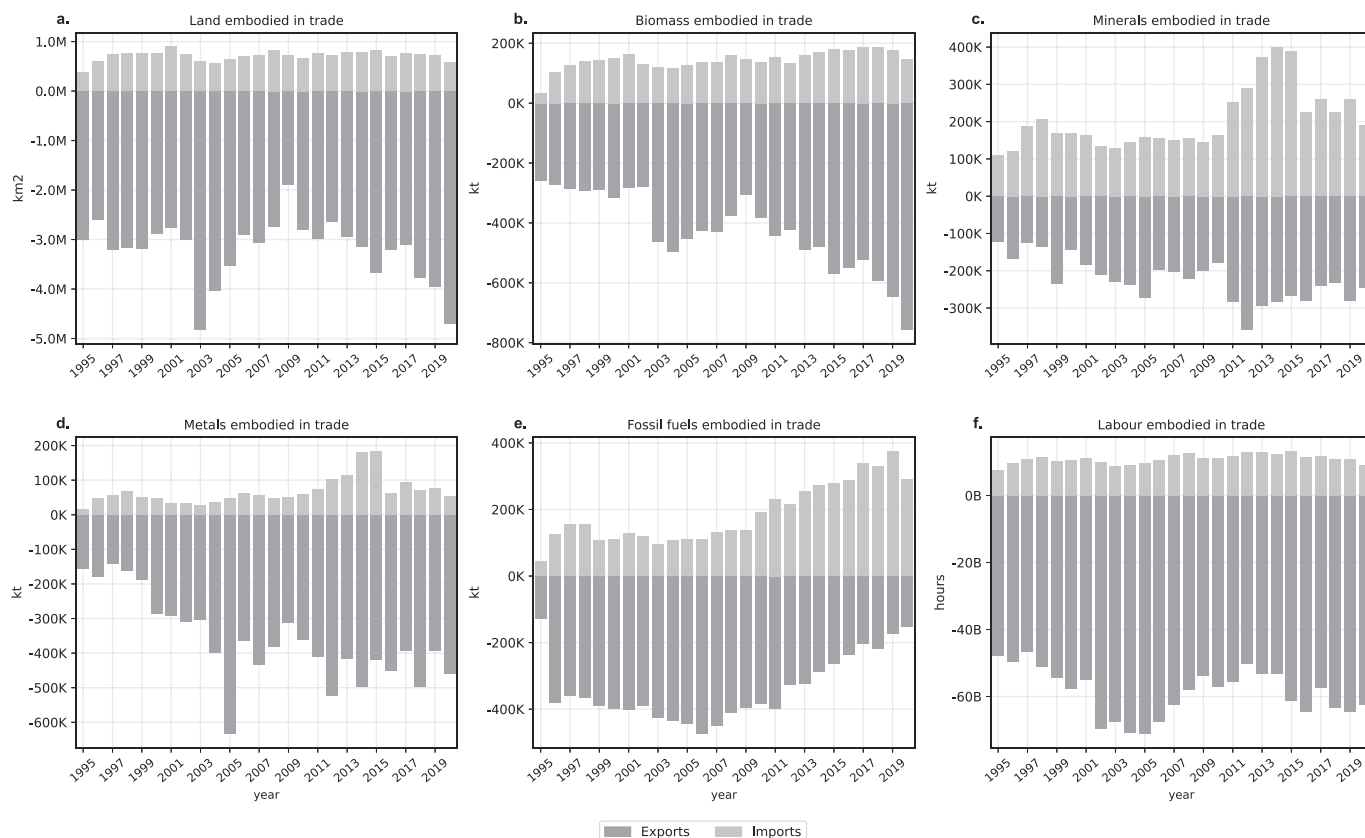 a.
Land embodied in trade
1.0M
0.0M
-1.0M
-2.0M
-3.0M
-4.0M
-5.0M
km2
1995
1997
1999
2001
2003
2005
2007
2009
2011
2013
2015
2017
2019
b.
Biomass embodied in trade
200K
0K
-200K
-400K
-600K
-800K
kt
1995
1997
1999
2001
2003
2005
2007
2009
2011
2013
2015
2017
2019
c.
Minerals embodied in trade
400K
300K
200K
100K
0K
-100K
-200K
-300K
kt
1995
1997
1999
2001
2003
2005
2007
2009
2011
2013
2015
2017
2019
d.
Metals embodied in trade
200K
100K
0K
-100K
-200K
-300K
-400K
-500K
-600K
kt
1995
1997
1999
2001
2003
2005
2007
2009
2011
2013
2015
2017
2019
year
e.
Fossil fuels embodied in trade
400K
200K
0K
-200K
-400K
kt
1995
1997
1999
2001
2003
2005
2007
2009
2011
2013
2015
2017
2019
year
f.
Labour embodied in trade
0B
-20B
-40B
-60B
hours
1995
1997
1999
2001
2003
2005
2007
2009
2011
2013
2015
2017
2019
year
Exports Imports